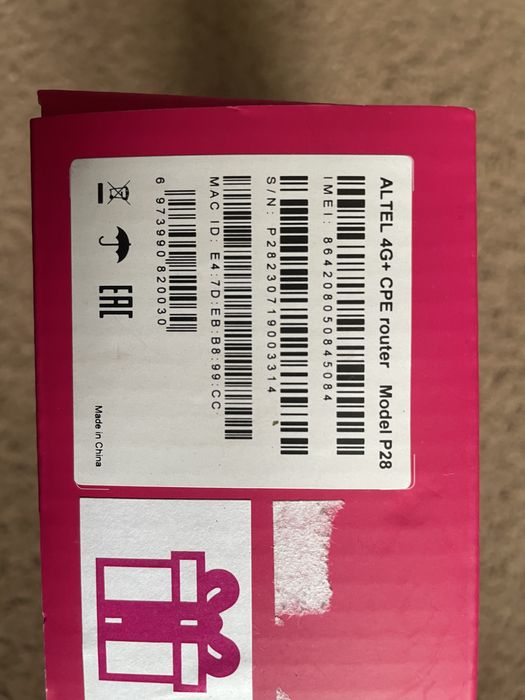 ALTEL 4G+ CPE router Model P28
IMEI: 864208050845084
S/N: P28230719003314
MAC ID: E4:7D:EB:B8:99:CC
6 973990 820030
EAC
Made in China